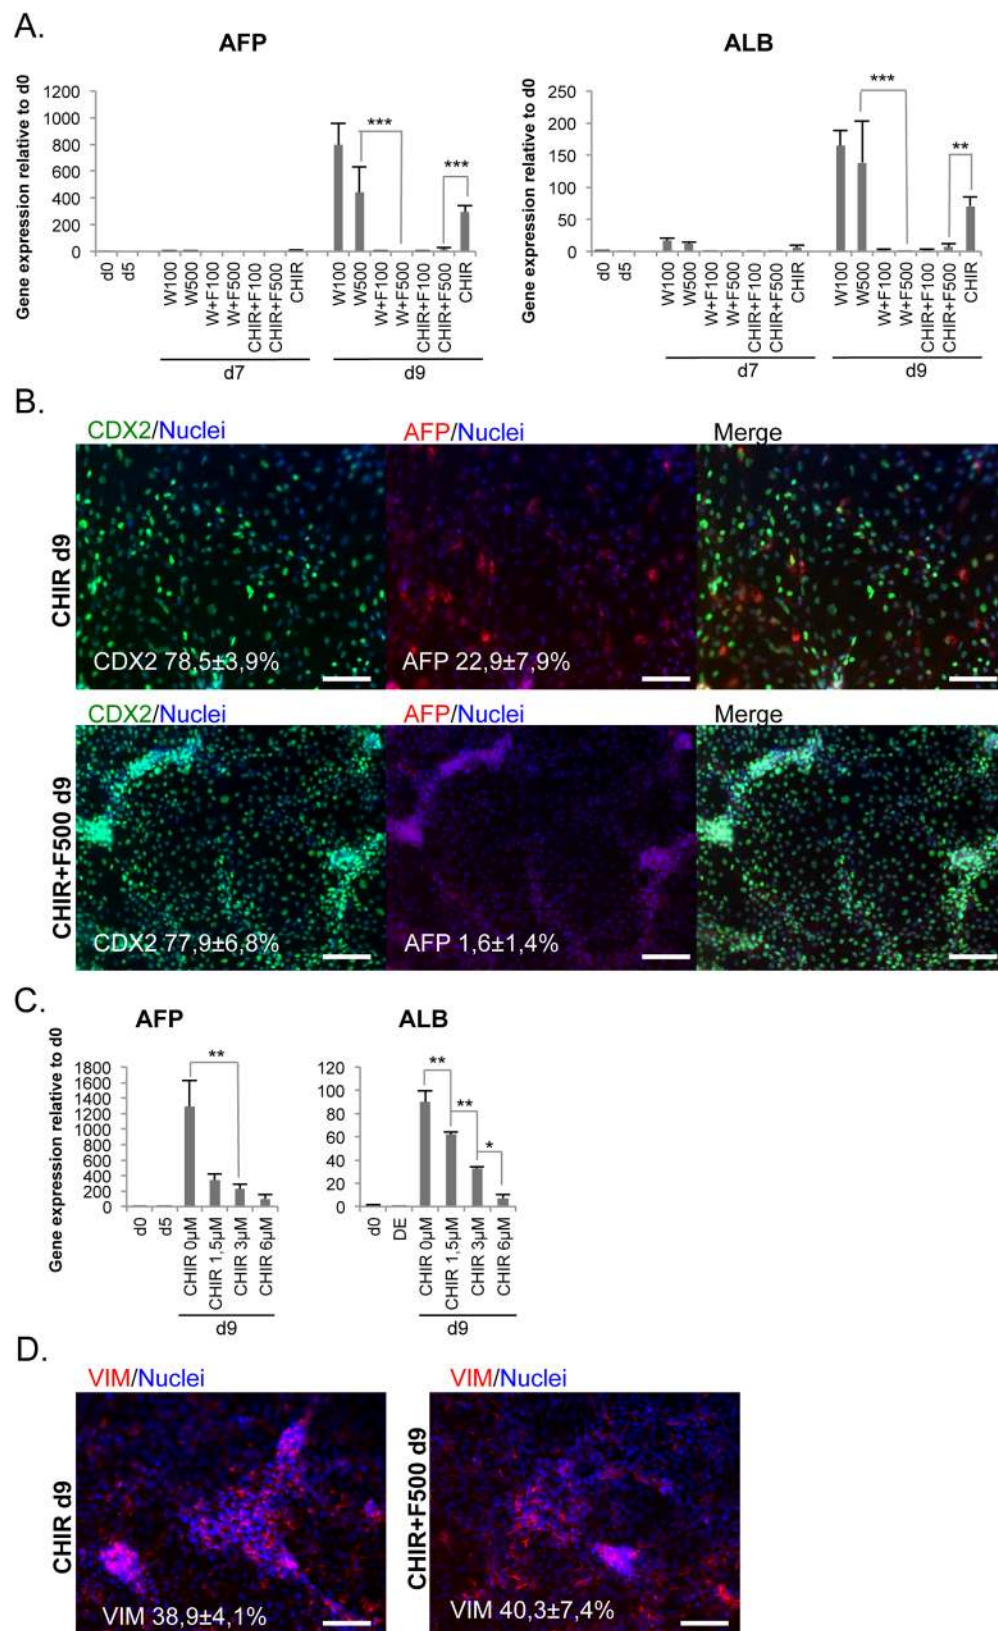 A.
AFP
Gene expression relative to d0
1200
1000
800
600
400
200
0
***
***
d0
d5
W100
W500
W+F100
W+F500
CHIR+F100
CHIR+F500
CHIR
W100
W500
W+F100
W+F500
CHIR+F100
CHIR+F500
CHIR
d7
d9
ALB
Gene expression relative to d0
250
200
150
100
50
0
***
**
d0
d5
W100
W500
W+F100
W+F500
CHIR+F100
CHIR+F500
CHIR
W100
W500
W+F100
W+F500
CHIR+F100
CHIR+F500
CHIR
d7
d9
B.
CDX2/Nuclei
AFP/Nuclei
Merge
CHIR d9
CDX2 78,5±3,9%
AFP 22,9±7,9%
CDX2/Nuclei
AFP/Nuclei
Merge
CHIR+F500 d9
CDX2 77,9±6,8%
AFP 1,6±1,4%
C.
AFP
Gene expression relative to d0
1800
1600
1400
1200
1000
800
600
400
200
0
**
d0
d5
CHIR 0µM
CHIR 1,5µM
CHIR 3µM
CHIR 6µM
d9
ALB
120
100
80
60
40
20
0
**
**
*
d0
DE
CHIR 0µM
CHIR 1,5µM
CHIR 3µM
CHIR 6µM
d9
D.
VIM/Nuclei
VIM/Nuclei
CHIR d9
VIM 38,9±4,1%
CHIR+F500 d9
VIM 40,3±7,4%